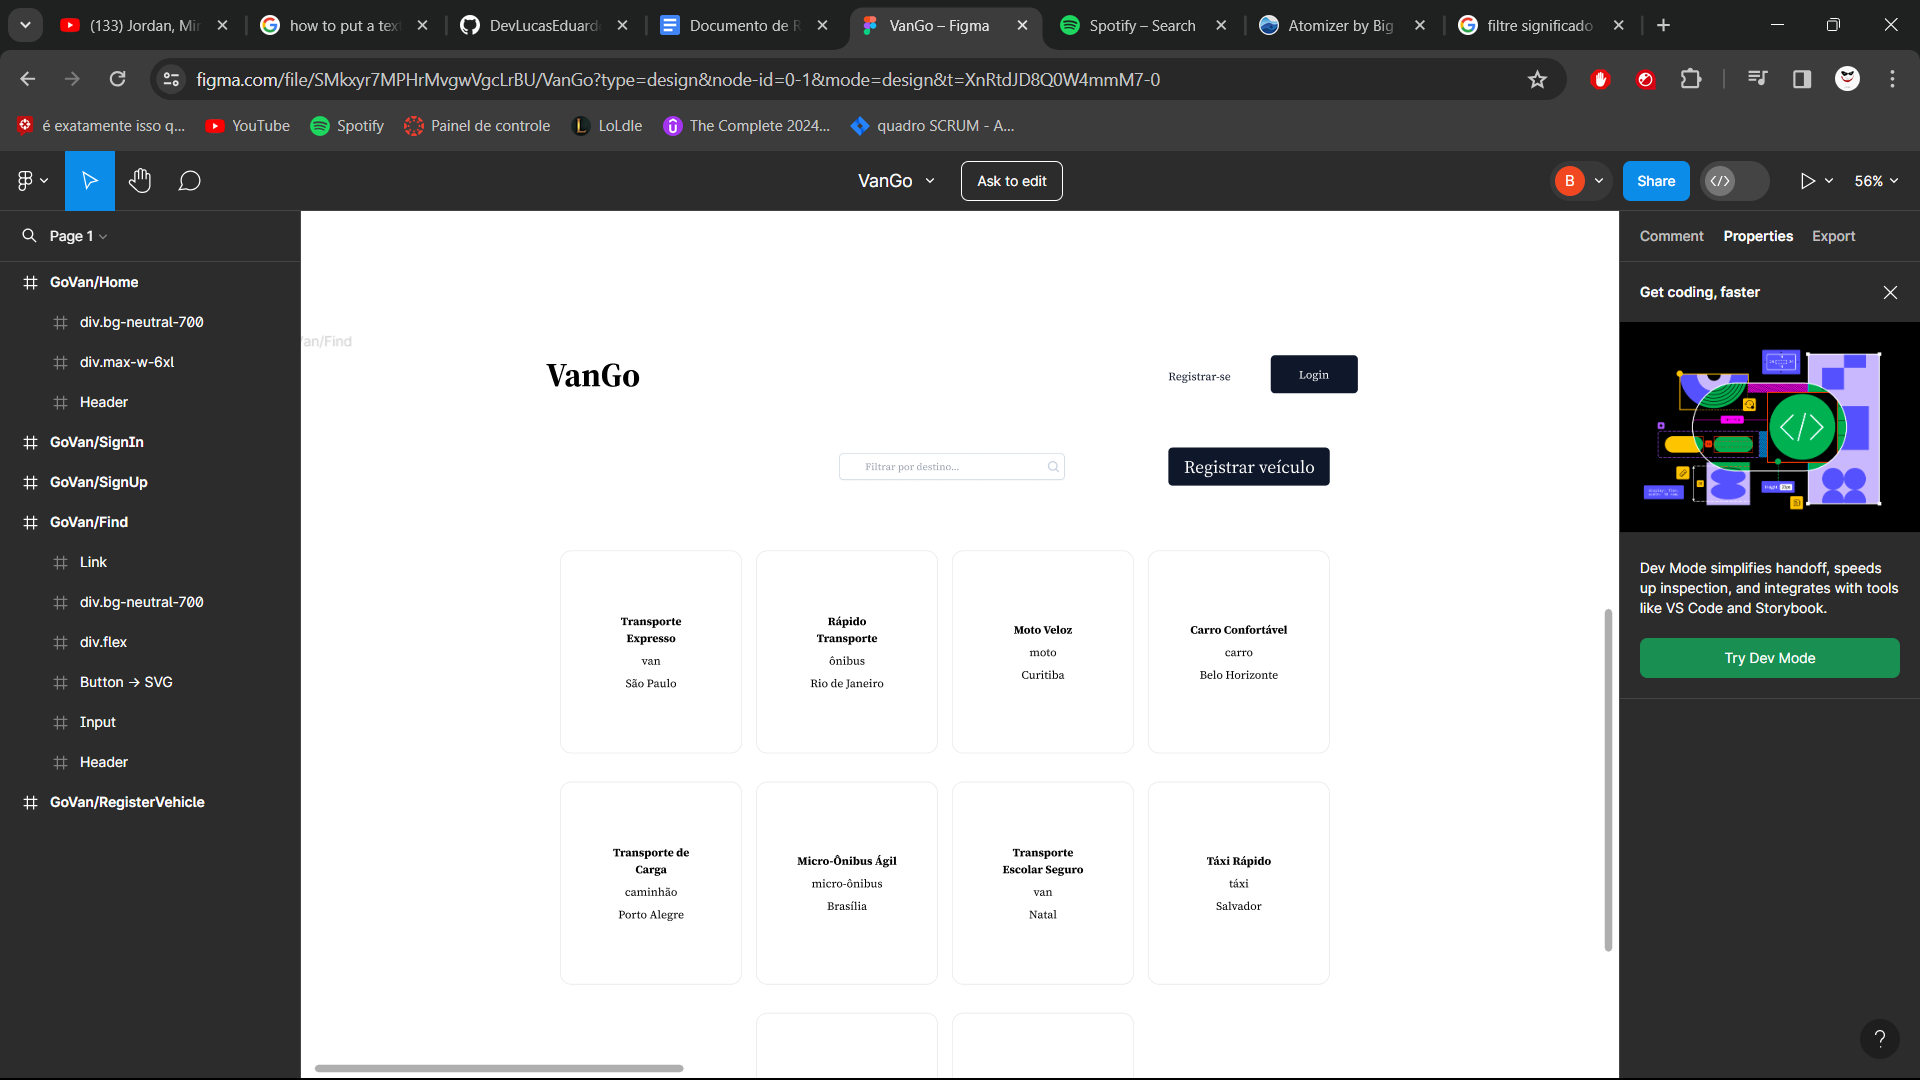 (133) Jordan, Mir
how to put a tex
DevLucasEduard
Documento de R
VanGo – Figma
Spotify – Search
Atomizer by Big
filtre significado
figma.com/file/SMkxyr7MPHrMvgwVgcLrBU/VanGo?type=design&node-id=0-1&mode=design&t=XnRtdJD8Q0W4mmM7-0
é exatamente isso q...
YouTube
Spotify
Painel de controle
LoLdle
The Complete 2024...
quadro SCRUM - A...
VanGo
Ask to edit
B
Share
56%
Page 1
GoVan/Home
div.bg-neutral-700
div.max-w-6xl
Header
GoVan/SignIn
GoVan/SignUp
GoVan/Find
Link
div.bg-neutral-700
div.flex
Button → SVG
Input
Header
GoVan/RegisterVehicle
an/Find
VanGo
Registrar-se
Login
Filtrar por destino...
Registrar veículo
Transporte
Expresso
van
São Paulo
Rápido
Transporte
ônibus
Rio de Janeiro
Moto Veloz
moto
Curitiba
Carro Confortável
carro
Belo Horizonte
Transporte de
Carga
caminhão
Porto Alegre
Micro-Ônibus Ágil
micro-ônibus
Brasília
Transporte
Escolar Seguro
van
Natal
Táxi Rápido
táxi
Salvador
Comment
Properties
Export
Get coding, faster
Dev Mode simplifies handoff, speeds
up inspection, and integrates with tools
like VS Code and Storybook.
Try Dev Mode
?